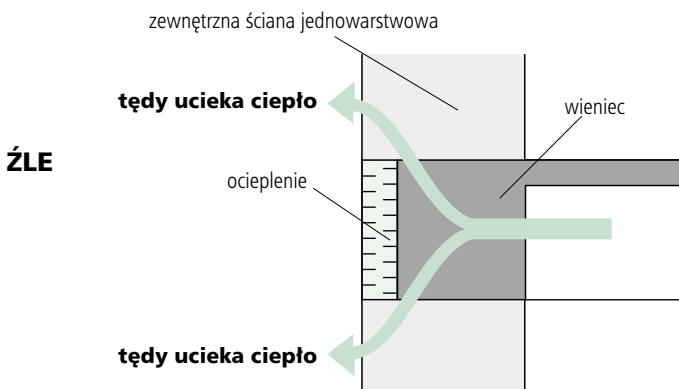 zewnętrzna ściana jednowarstwowa
tędy ucieka ciepło
wieniec
ŹLE
ocieplenie
tędy ucieka ciepło